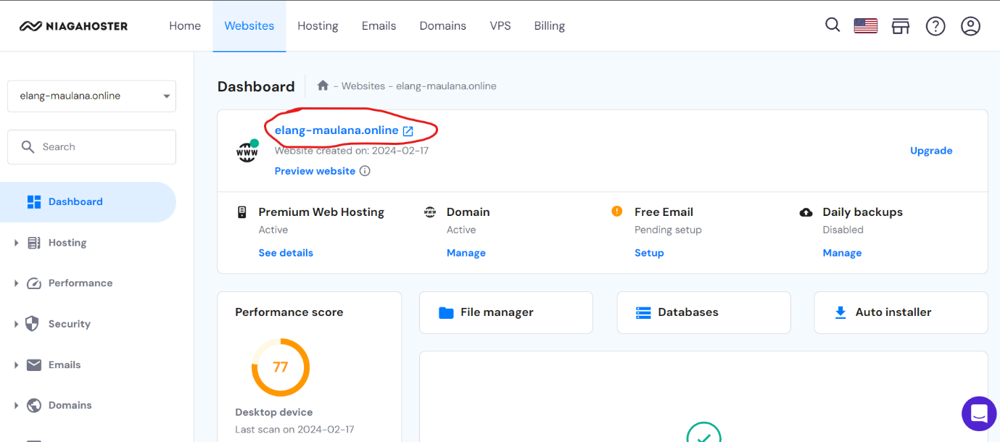 NIAGAHOSTER
Home
Websites
Hosting
Emails
Domains
VPS
Billing
elang-maulana.online
Search
Dashboard
Hosting
Performance
Security
Emails
Domains
Dashboard
- Websites - elang-maulana.online
elang-maulana.online
Website created on: 2024-02-17
Preview website
Upgrade
Premium Web Hosting
Active
See details
Domain
Active
Manage
Free Email
Pending setup
Setup
Daily backups
Disabled
Manage
Performance score
77
Desktop device
Last scan on 2024-02-17
File manager
Databases
Auto installer